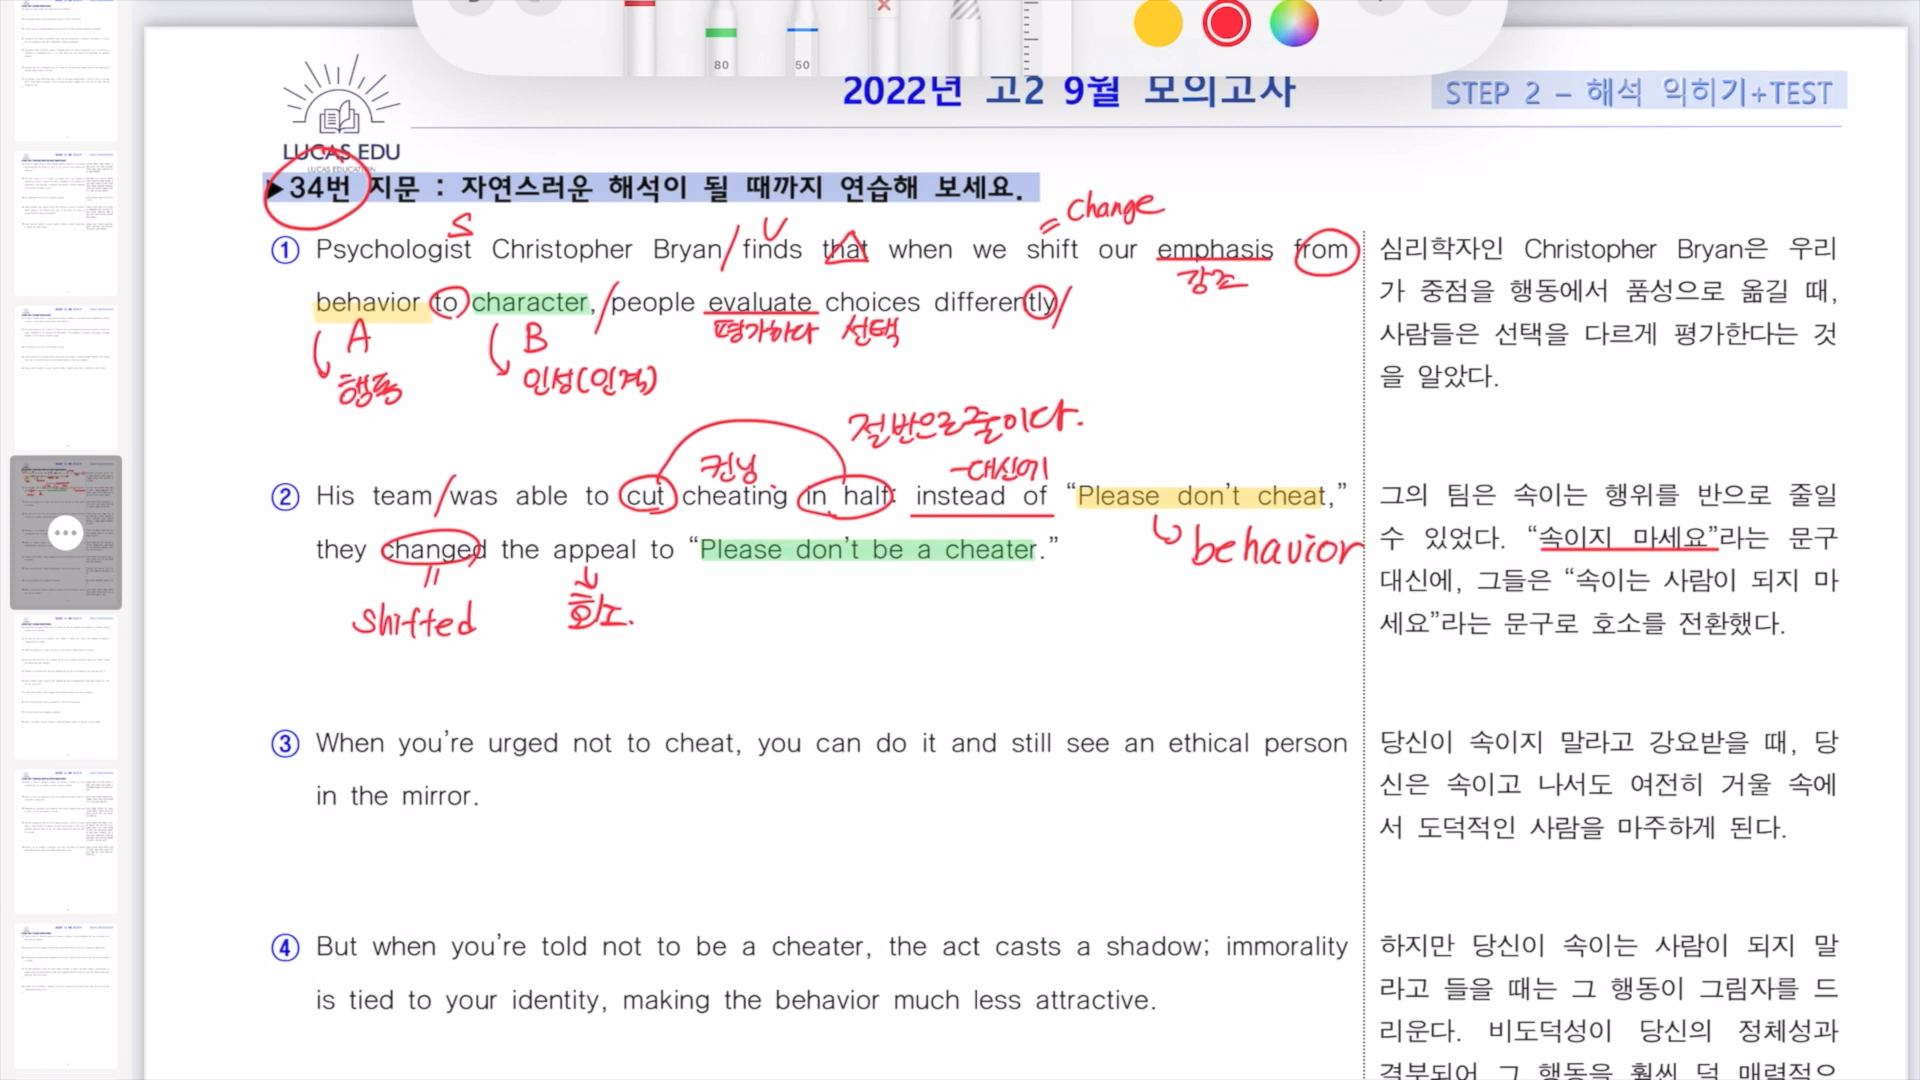 80
50
2022년 고2 9월 모의고사
STEP 2 – 해석 익히기+TEST
LUCAS EDU
LUCAS EDUCATION
▶34번 지문 : 자연스러운 해석이 될 때까지 연습해 보세요.
S
V
= Change
① Psychologist Christopher Bryan/ finds that when we shift our emphasis from
강조
behavior to character, /people evaluate choices differently/
A
B
평가하다 선택
행동
인성(인격)
절반으로 줄이다.
컨닝
-대신에
② His team/was able to cut cheating in half: instead of “Please don’t cheat,”
they changed the appeal to “Please don’t be a cheater.”
behavior
shifted
호소.
③ When you’re urged not to cheat, you can do it and still see an ethical person
in the mirror.
④ But when you’re told not to be a cheater, the act casts a shadow; immorality
is tied to your identity, making the behavior much less attractive.
심리학자인 Christopher Bryan은 우리
가 중점을 행동에서 품성으로 옮길 때,
사람들은 선택을 다르게 평가한다는 것
을 알았다.
그의 팀은 속이는 행위를 반으로 줄일
수 있었다. “속이지 마세요”라는 문구
대신에, 그들은 “속이는 사람이 되지 마
세요”라는 문구로 호소를 전환했다.
당신이 속이지 말라고 강요받을 때, 당
신은 속이고 나서도 여전히 거울 속에
서 도덕적인 사람을 마주하게 된다.
하지만 당신이 속이는 사람이 되지 말
라고 들을 때는 그 행동이 그림자를 드
리운다. 비도덕성이 당신의 정체성과
결부되어 그 행동을 훨씬 덜 매력적으